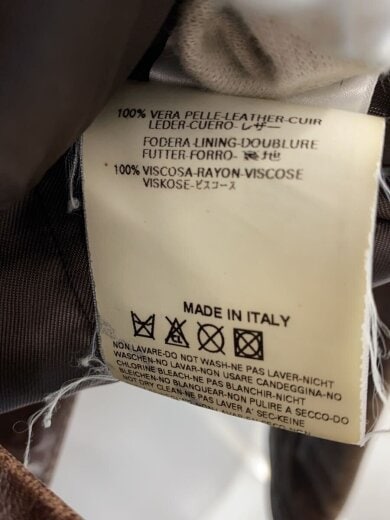 100% VERA PELLE-LEATHER-CUIR
LEDER-CUERO-レザー
FODERA-LINING-DOUBLURE
FUTTER-FORRO-裏地
100% VISCOSA-RAYON-VISCOSE
VISKOSE-ビスコース
MADE IN ITALY
CL
NON LAVARE-DO NOT WASH-NE PAS LAVER-NICHT
WASCHEN-NO LAVAR-NON USARE CANDEGGINA-NO
CHLORINE BLEACH-NE PAS BLANCHIR-NICHT
BLEICHEN-NO BLANQUEAR-NON PULIRE A SECCO-DO
NOT DRY CLEAN-NE PAS LAVER A' SEC-KEINE
SECO